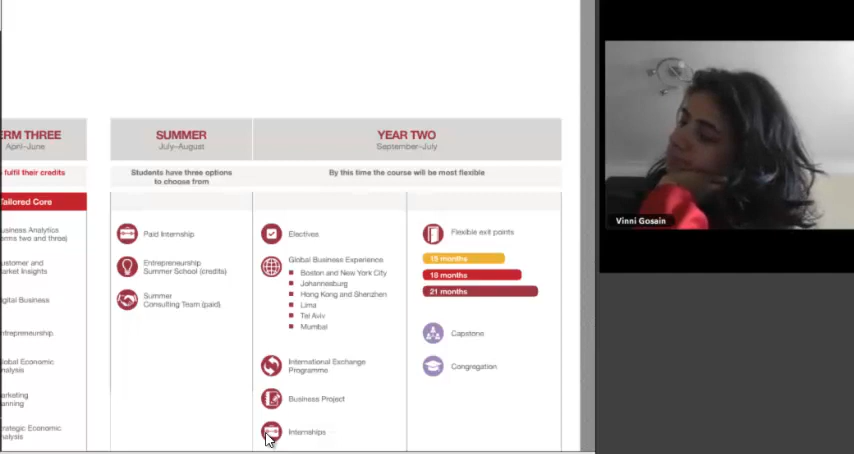 ERM THREE
April–June
fulfil their credits
Tailored Core
usiness Analytics
erms two and three)
ustomer and
arket Insights
igital Business
ntrepreneurship
lobal Economic
nalysis
arketing
anning
rategic Economic
nalysis
SUMMER
July–August
Students have three options
to choose from
Paid Internship
Entrepreneurship
Summer School (credits)
Summer
Consulting Team (paid)
YEAR TWO
September–July
By this time the course will be most flexible
Electives
Global Business Experience
Boston and New York City
Johannesburg
Hong Kong and Shenzhen
Lima
Tel Aviv
Mumbai
International Exchange
Programme
Business Project
Internships
Flexible exit points
15 months
18 months
21 months
Capstone
Congregation
Vinni Gosain